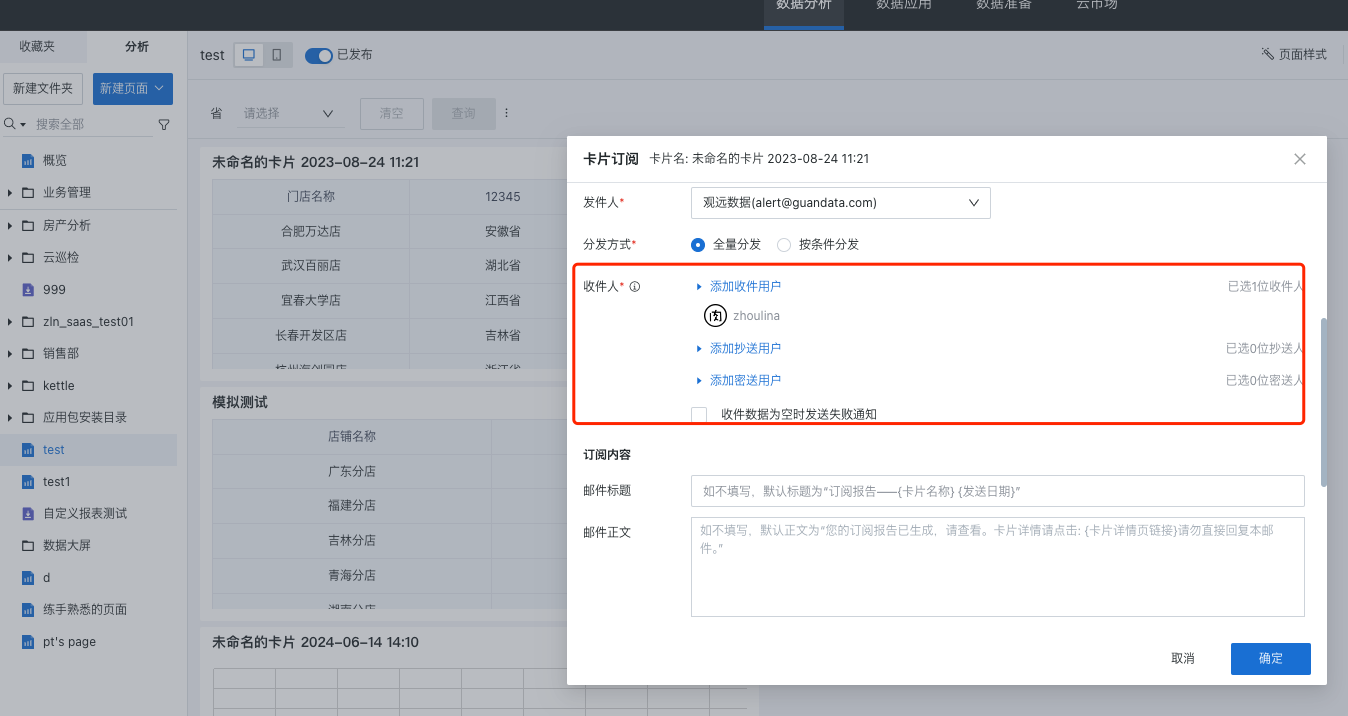 数据分析 数据应用 数据准备 云市场
收藏夹 分析
新建文件夹 新建页面
搜索全部
概览
业务管理
房产分析
云巡检
999
zln_saas_test01
销售部
kettle
应用包安装目录
test
test1
自定义报表测试
数据大屏
d
练手熟悉的页面
pt's page
test 已发布 页面样式
省 请选择 清空 查询
未命名的卡片 2023-08-24 11:21
门店名称 12345
合肥万达店 安徽省
武汉百丽店 湖北省
宜春大学店 江西省
长春开发区店 吉林省
杭州海创园店 浙江省
模拟测试
店铺名称
广东分店
福建分店
吉林分店
青海分店
湖南分店
未命名的卡片 2024-06-14 14:10
卡片订阅 卡片名: 未命名的卡片 2023-08-24 11:21
发件人* 观远数据(alert@guandata.com)
分发方式* 全量分发 按条件分发
收件人* 添加收件用户 已选1位收件人
zhoulina
添加抄送用户 已选0位抄送人
添加密送用户 已选0位密送人
收件数据为空时发送失败通知
订阅内容
邮件标题 如不填写，默认标题为“订阅报告——{卡片名称} {发送日期}”
邮件正文 如不填写，默认正文为“您的订阅报告已生成，请查看。卡片详情请点击: {卡片详情页链接}请勿直接回复本邮
件。”
取消 确定